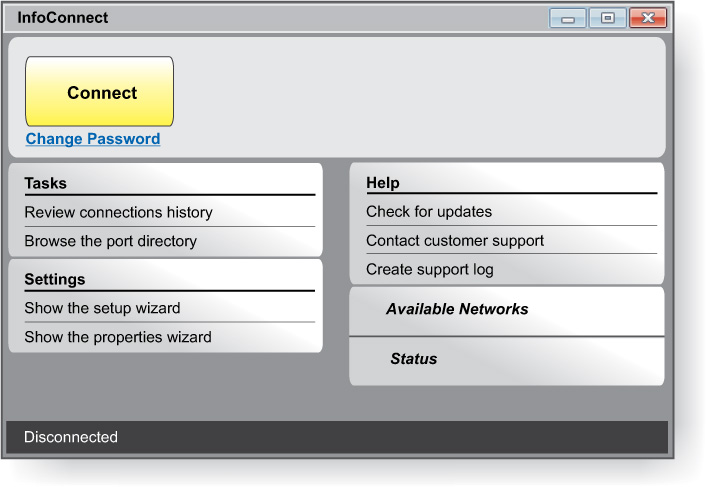 InfoConnect
Connect
Change Password
Tasks
Review connections history
Browse the port directory
Settings
Show the setup wizard
Show the properties wizard
Help
Check for updates
Contact customer support
Create support log
Available Networks
Status
Disconnected